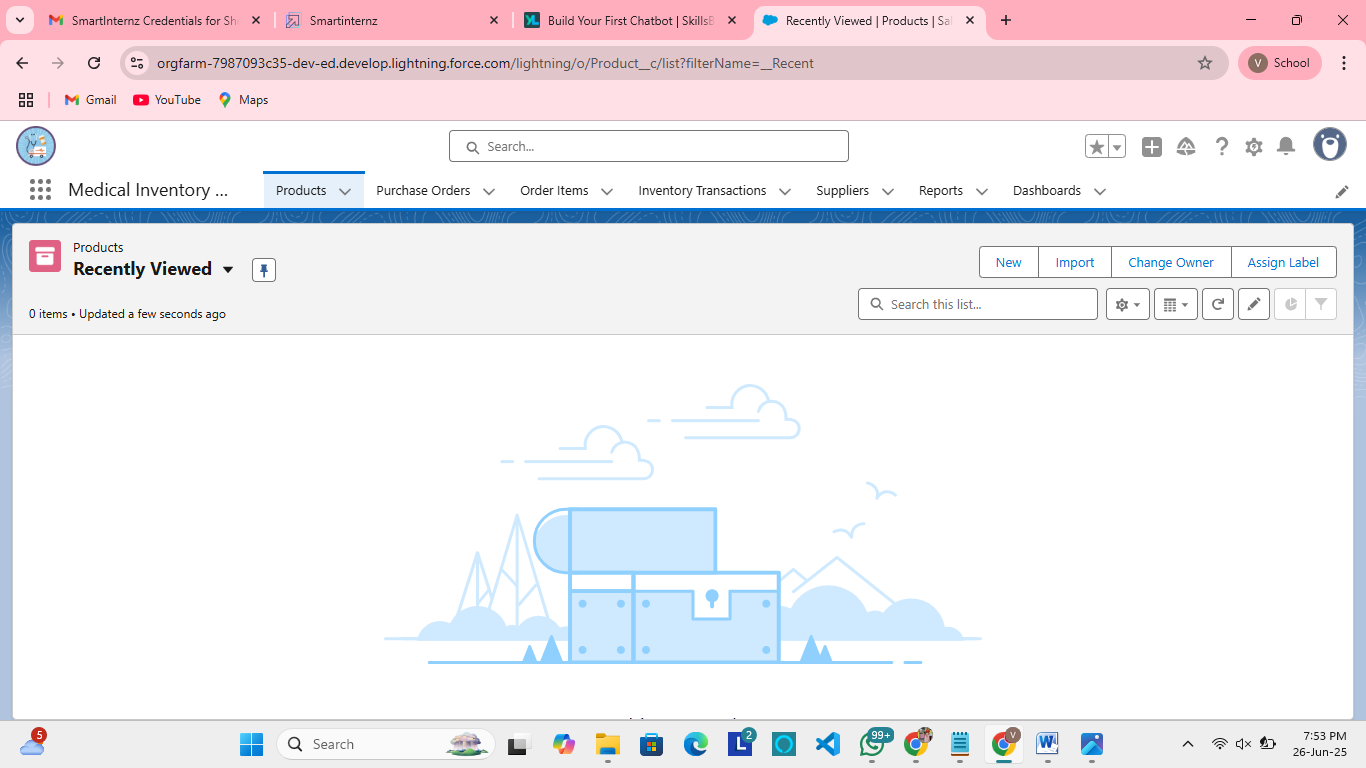 SmartInternz Credentials for Sh
Smartinternz
Build Your First Chatbot | SkillsB
Recently Viewed | Products | Sal
orgfarm-7987093c35-dev-ed.develop.lightning.force.com/lightning/o/Product__c/list?filterName=__Recent
V
School
Gmail
YouTube
Maps
Search...
Medical Inventory ...
Products
Purchase Orders
Order Items
Inventory Transactions
Suppliers
Reports
Dashboards
Products
Recently Viewed
New
Import
Change Owner
Assign Label
0 items • Updated a few seconds ago
Search this list...
5
Search
2
99+
V
7:53 PM
26-Jun-25